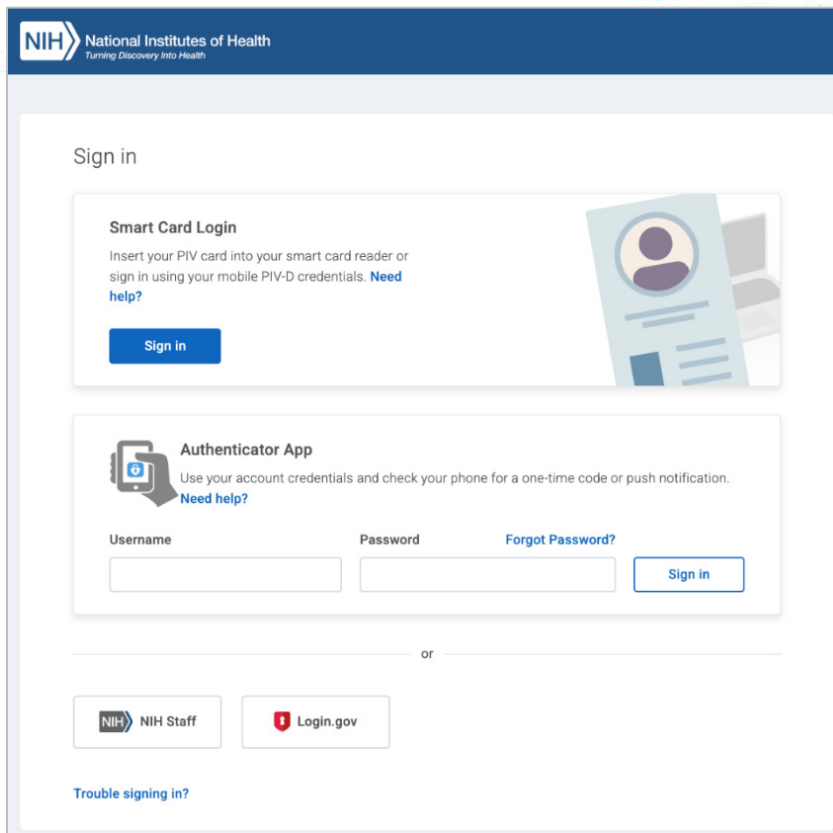 NIH National Institutes of Health
Turning Discovery Into Health
Sign in
Smart Card Login
Insert your PIV card into your smart card reader or
sign in using your mobile PIV-D credentials. Need
help?
Sign in
Authenticator App
Use your account credentials and check your phone for a one-time code or push notification.
Need help?
Username
Password
Forgot Password?
Sign in
or
NIH NIH Staff
Login.gov
Trouble signing in?